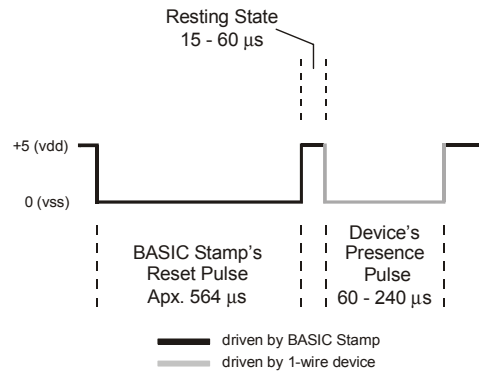 Resting State
15 - 60 μs
+5 (vdd)
0 (vss)
BASIC Stamp's
Reset Pulse
Apx. 564 μs
Device's
Presence
Pulse
60 - 240 μs
driven by BASIC Stamp
driven by 1-wire device